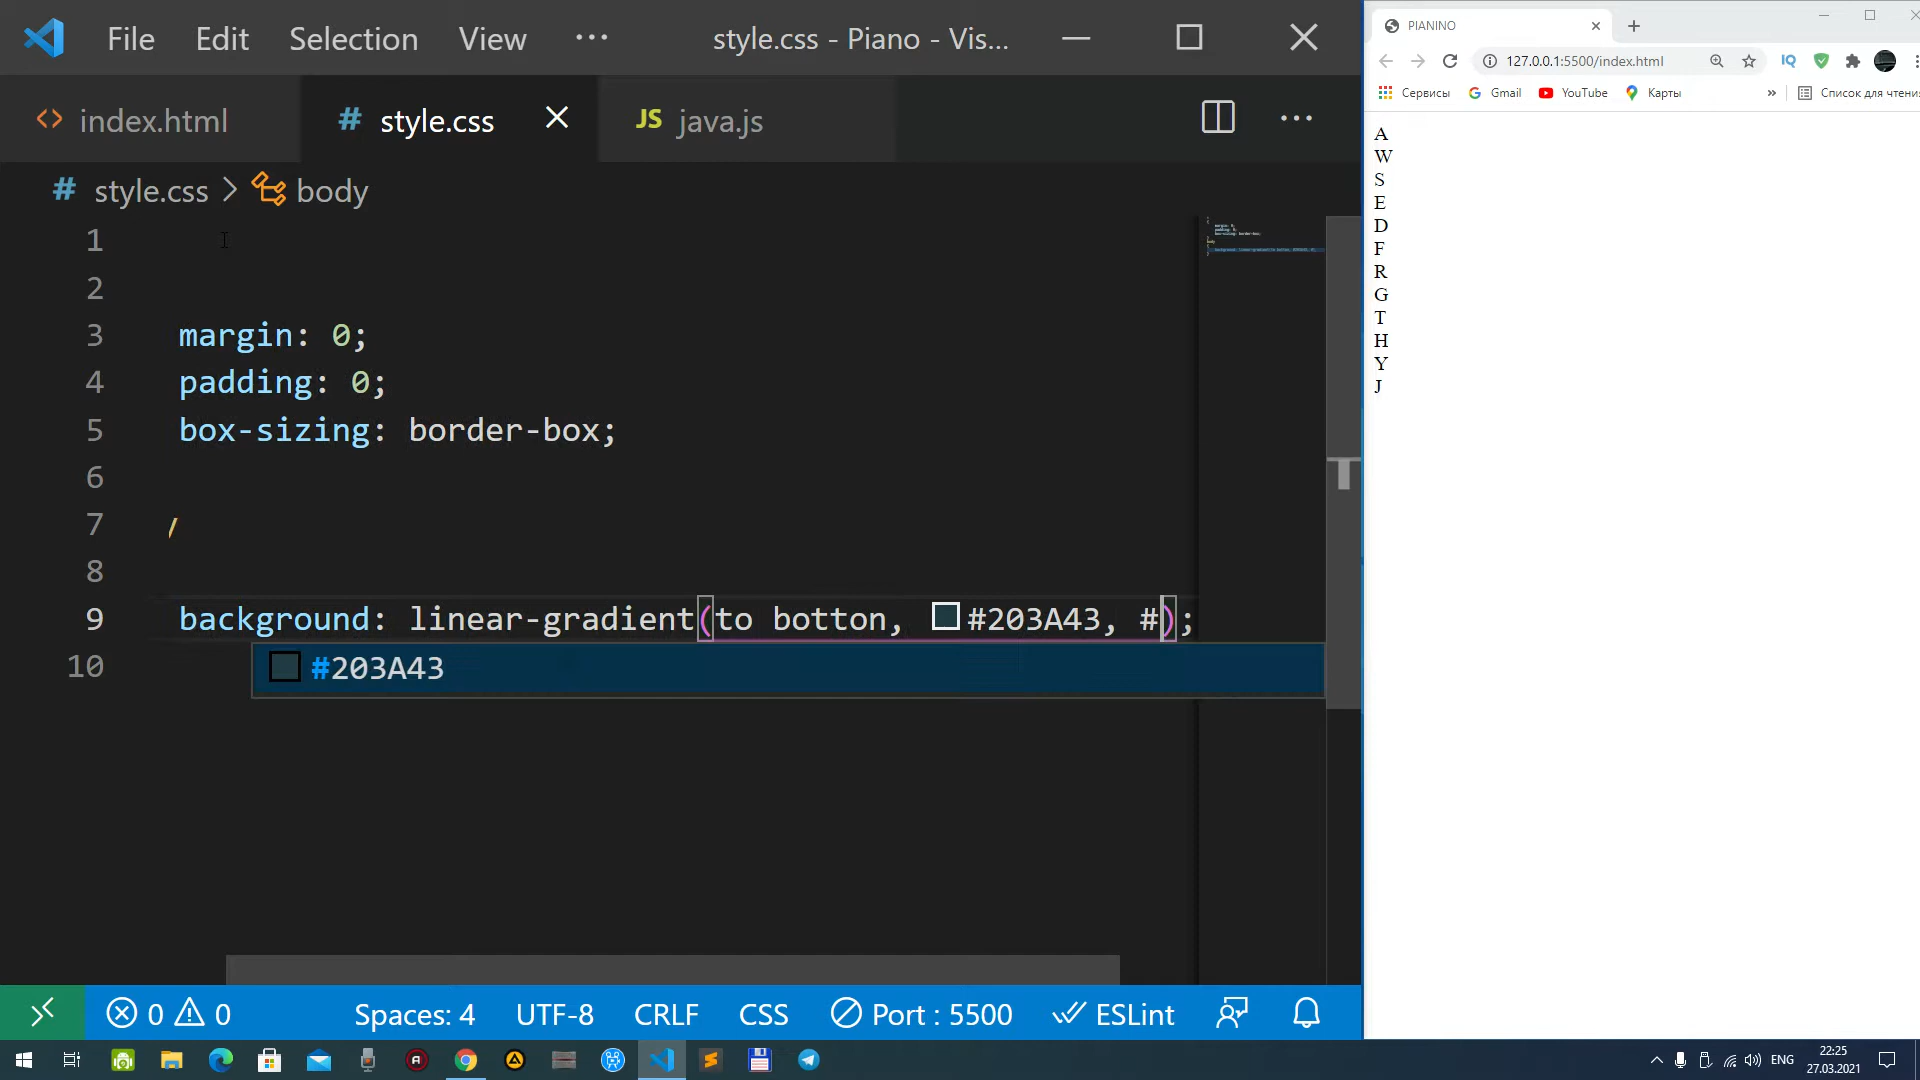 File Edit Selection View ··· style.css - Piano - Vis...
index.html # style.css JS java.js ···
# style.css > body
1
2
3 margin: 0;
4 padding: 0;
5 box-sizing: border-box;
6
7 y
8
9 background: linear-gradient(to botton, #203A43, #);
10 #203A43
0 0 Spaces: 4 UTF-8 CRLF CSS Port : 5500 ESLint
PIANINO
127.0.0.1:5500/index.html IQ
Сервисы Gmail YouTube Карты » Список для чтения
A
W
S
E
D
F
R
G
T
H
Y
J
ENG 22:25
27.03.2021